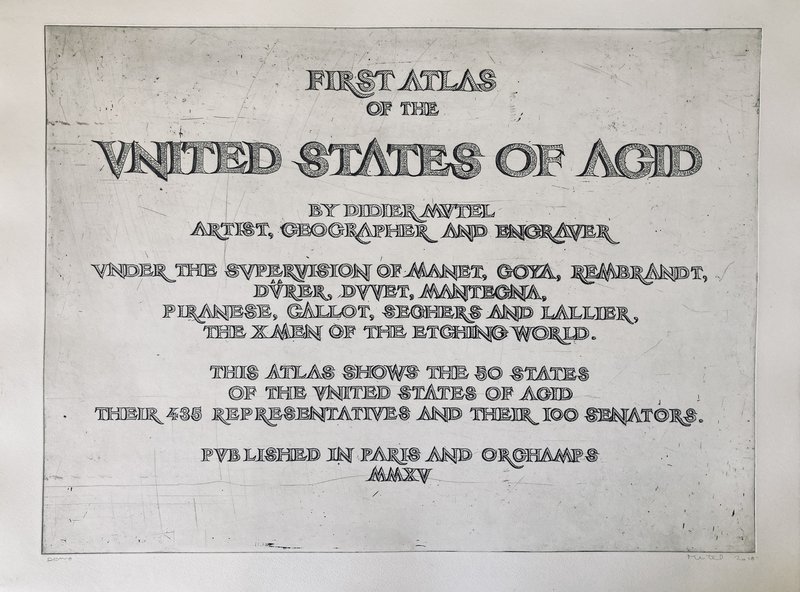 FIRST ATLAS
OF THE
VNITED STATES OF ACID
BY DIDIER MVTEL
ARTIST, GEOGRAPHER AND ENGRAVER
VNDER THE SVPERVISION OF MANET, GOYA, REMBRANDT,
DÜRER, DVVET, MANTEGNA,
PIRANESE, CALLOT, SEGHERS AND LALLIER,
THE X MEN OF THE ETCHING WORLD.
THIS ATLAS SHOWS THE 50 STATES
OF THE VNITED STATES OF ACID
THEIR 435 REPRESENTATIVES AND THEIR 100 SENATORS.
PVBLISHED IN PARIS AND ORCHAMPS
MMXV
Mutel